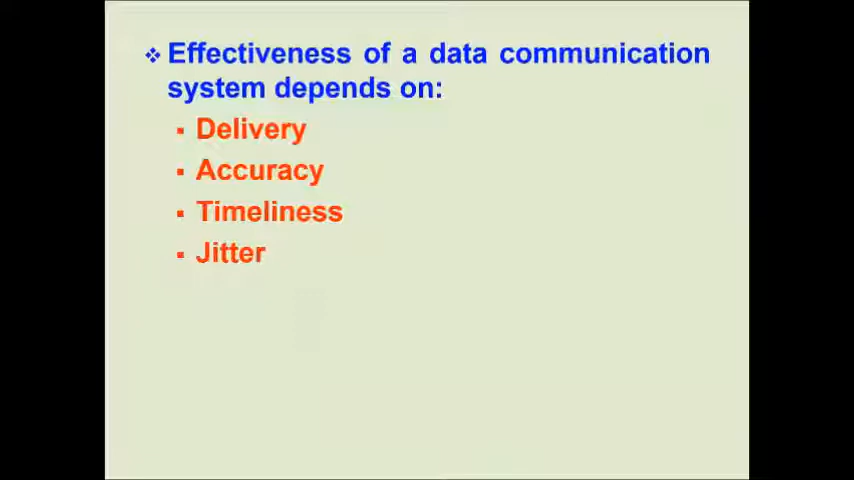 Effectiveness of a data communication
system depends on:
Delivery
Accuracy
Timeliness
Jitter